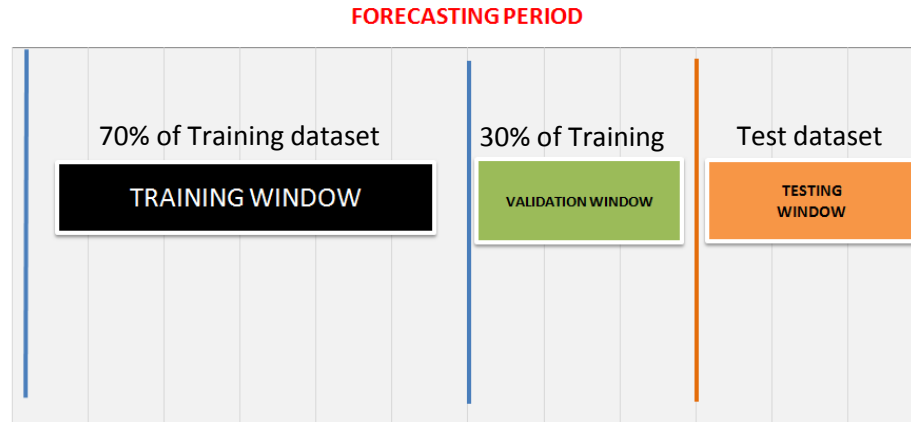 FORECASTING PERIOD
70% of Training dataset
30% of Training
Test dataset
TRAINING WINDOW
VALIDATION WINDOW
TESTING
WINDOW